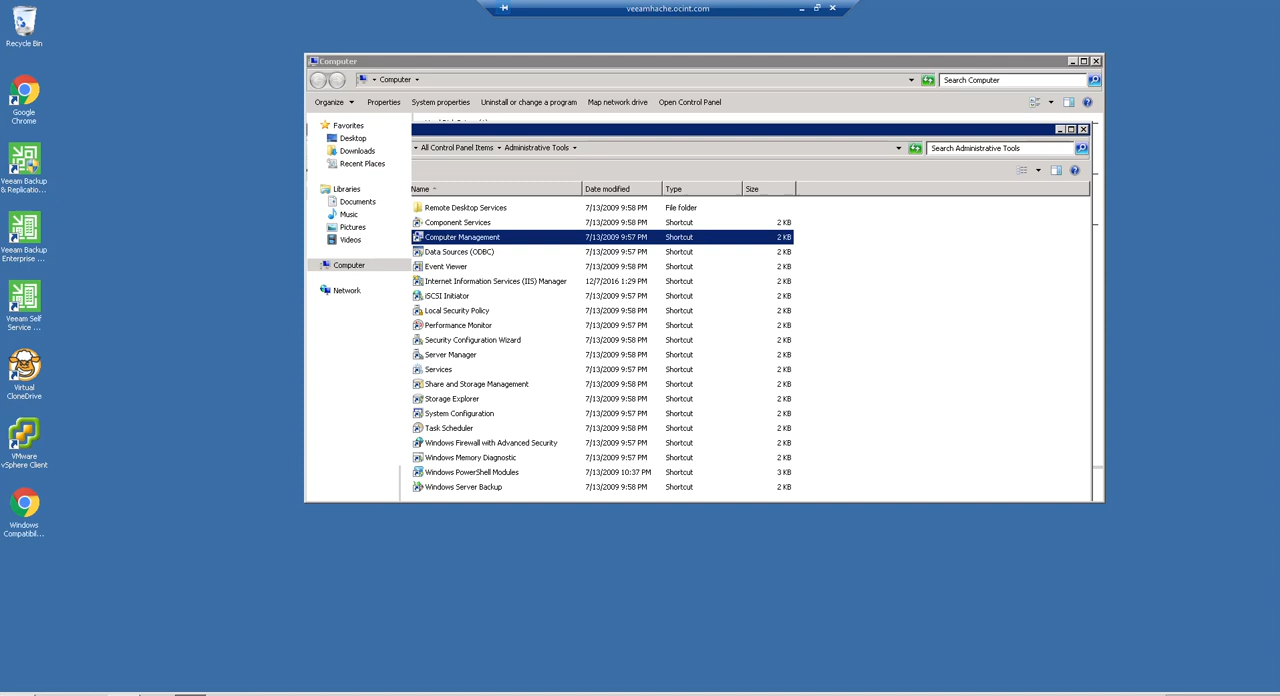 veeamhache.ocint.com
Recycle Bin
Google
Chrome
Veeam Backup
& Replicatio...
Veeam Backup
Enterprise ...
Veeam Self
Service ...
Virtual
CloneDrive
VMware
vSphere Client
Windows
Compatibil...
Computer
Computer
Search Computer
Organize Properties System properties Uninstall or change a program Map network drive Open Control Panel
Favorites
Desktop
Downloads
Recent Places
Libraries
Documents
Music
Pictures
Videos
Computer
Network
All Control Panel Items Administrative Tools
Search Administrative Tools
Name Date modified Type Size
Remote Desktop Services 7/13/2009 9:58 PM File folder
Component Services 7/13/2009 9:58 PM Shortcut 2 KB
Computer Management 7/13/2009 9:57 PM Shortcut 2 KB
Data Sources (ODBC) 7/13/2009 9:57 PM Shortcut 2 KB
Event Viewer 7/13/2009 9:58 PM Shortcut 2 KB
Internet Information Services (IIS) Manager 12/7/2016 1:29 PM Shortcut 2 KB
iSCSI Initiator 7/13/2009 9:57 PM Shortcut 2 KB
Local Security Policy 7/13/2009 9:58 PM Shortcut 2 KB
Performance Monitor 7/13/2009 9:57 PM Shortcut 2 KB
Security Configuration Wizard 7/13/2009 9:58 PM Shortcut 2 KB
Server Manager 7/13/2009 9:58 PM Shortcut 2 KB
Services 7/13/2009 9:57 PM Shortcut 2 KB
Share and Storage Management 7/13/2009 9:58 PM Shortcut 2 KB
Storage Explorer 7/13/2009 9:58 PM Shortcut 2 KB
System Configuration 7/13/2009 9:57 PM Shortcut 2 KB
Task Scheduler 7/13/2009 9:58 PM Shortcut 2 KB
Windows Firewall with Advanced Security 7/13/2009 9:57 PM Shortcut 2 KB
Windows Memory Diagnostic 7/13/2009 9:57 PM Shortcut 2 KB
Windows PowerShell Modules 7/13/2009 10:37 PM Shortcut 3 KB
Windows Server Backup 7/13/2009 9:58 PM Shortcut 2 KB